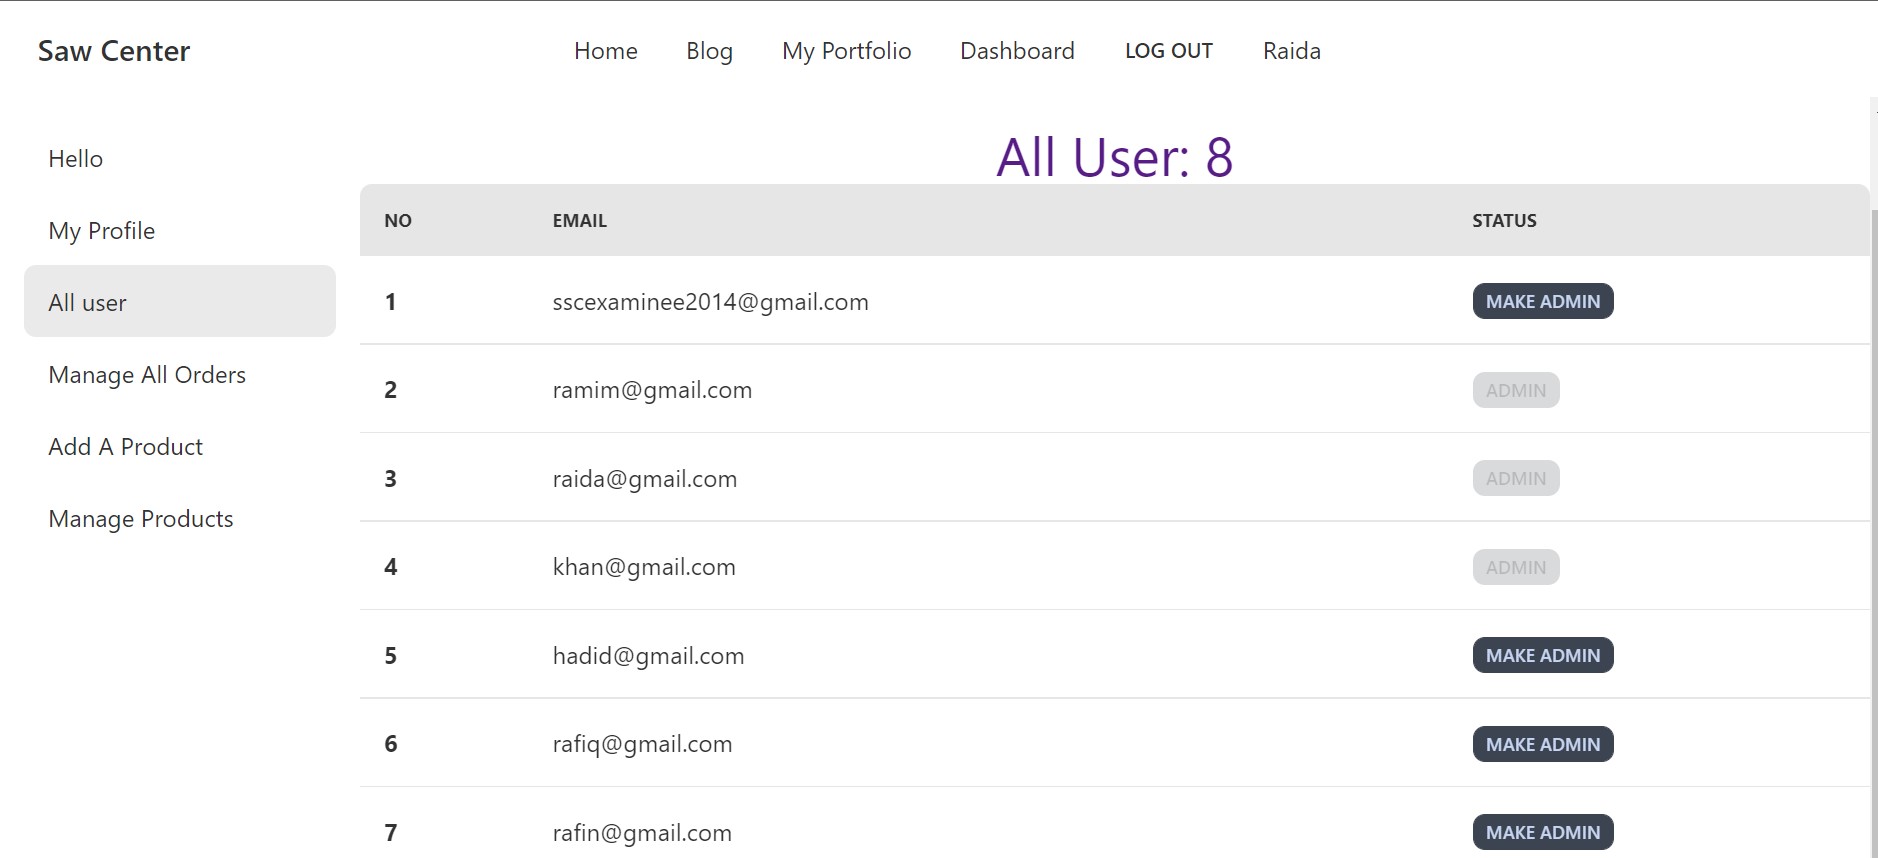 Saw Center
Home Blog My Portfolio Dashboard LOG OUT Raida
Hello
My Profile
All user
Manage All Orders
Add A Product
Manage Products
All User: 8
NO EMAIL STATUS
1 sscexaminee2014@gmail.com MAKE ADMIN
2 ramim@gmail.com ADMIN
3 raida@gmail.com ADMIN
4 khan@gmail.com ADMIN
5 hadid@gmail.com MAKE ADMIN
6 rafiq@gmail.com MAKE ADMIN
7 rafin@gmail.com MAKE ADMIN